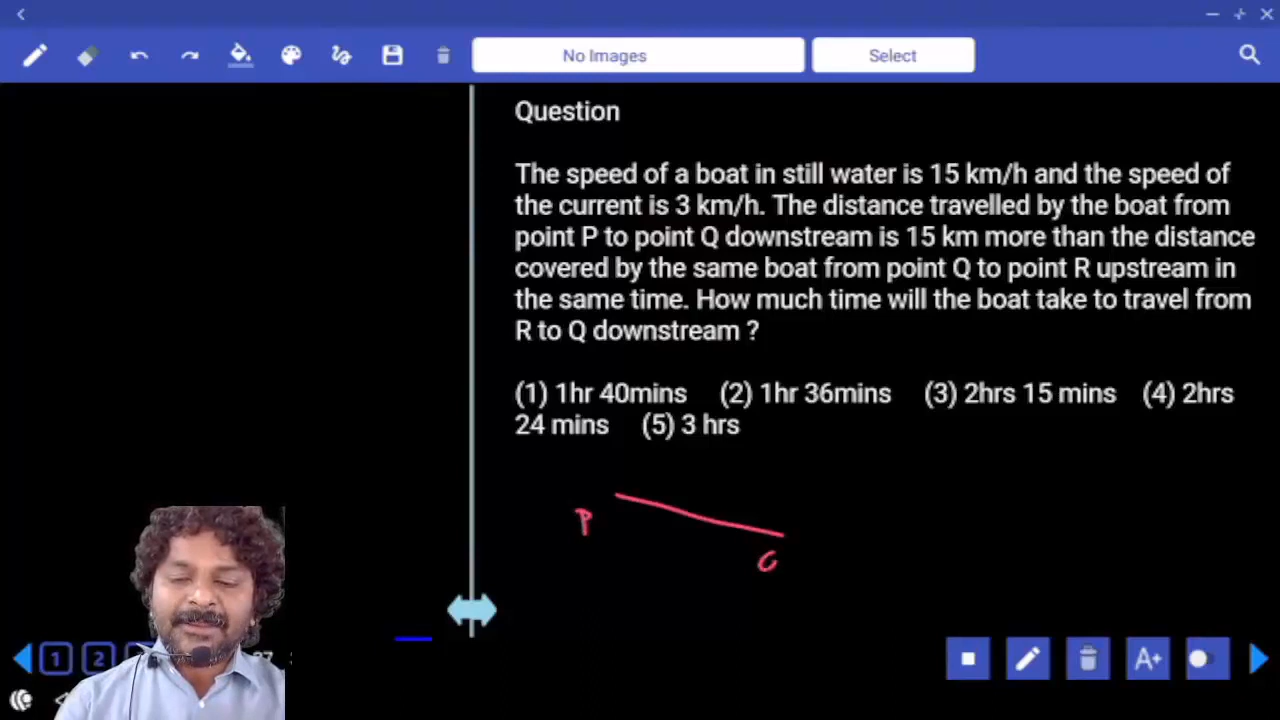 No Images
Select
Question
The speed of a boat in still water is 15 km/h and the speed of
the current is 3 km/h. The distance travelled by the boat from
point P to point Q downstream is 15 km more than the distance
covered by the same boat from point Q to point R upstream in
the same time. How much time will the boat take to travel from
R to Q downstream ?
(1) 1hr 40mins (2) 1hr 36mins (3) 2hrs 15 mins (4) 2hrs
24 mins (5) 3 hrs
P
1 2
A+